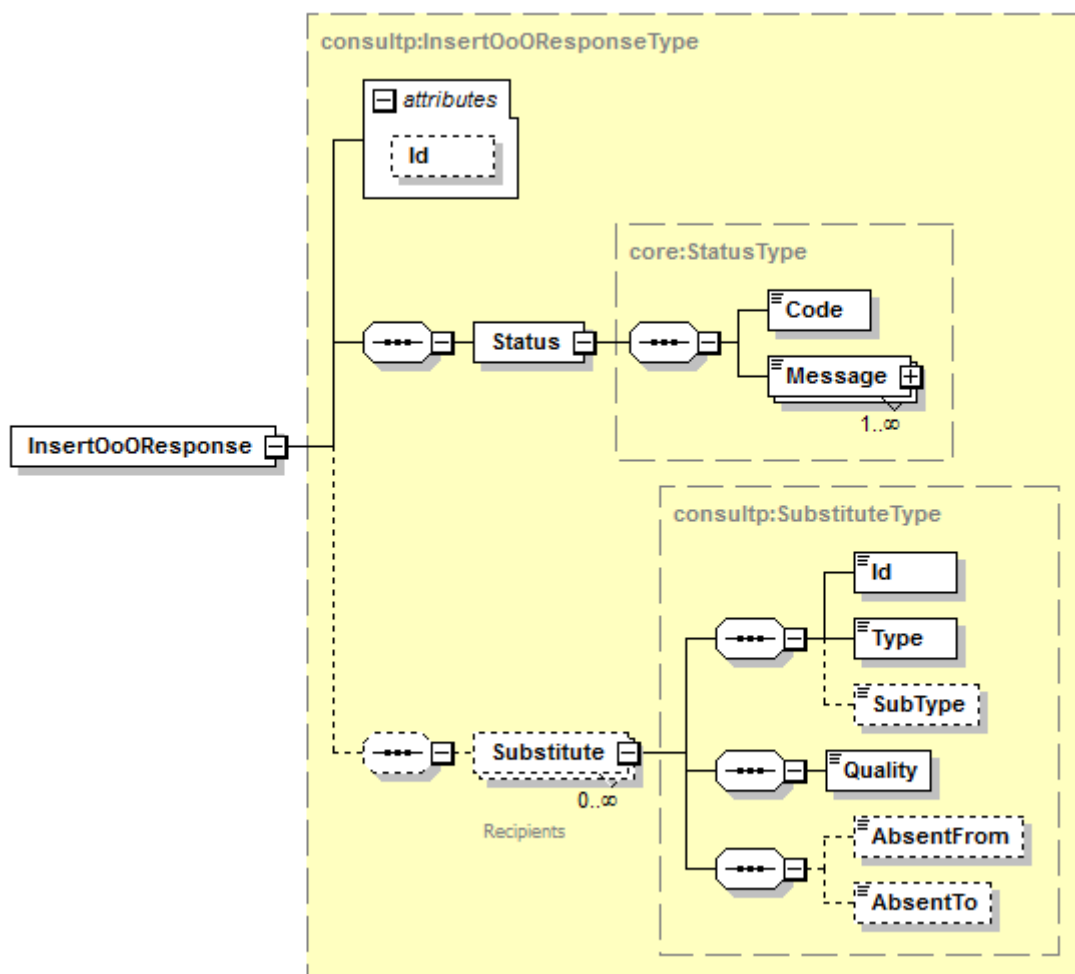 consultp:InsertOoOResponseType
attributes
Id
core:StatusType
Code
Status
Message
1..∞
InsertOoOResponse
consultp:SubstituteType
Id
Type
SubType
Substitute
0..∞
Quality
Recipients
AbsentFrom
AbsentTo